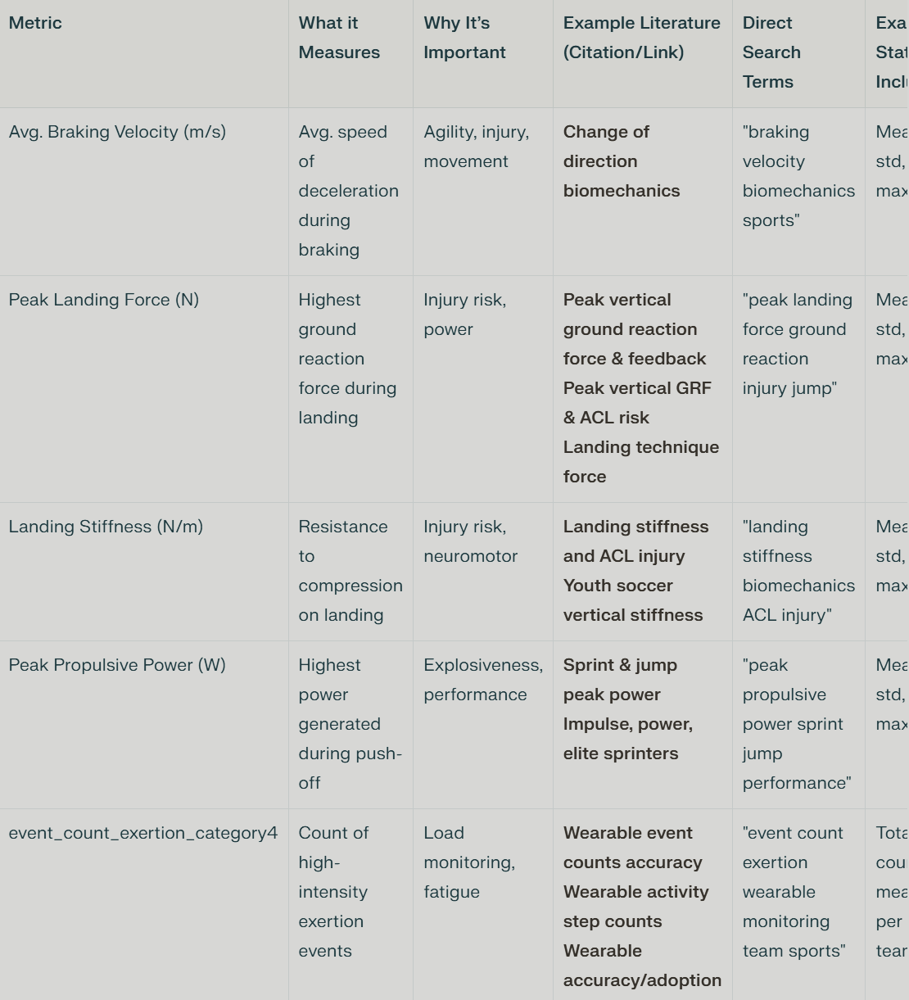 Metric
What it
Measures
Why It’s
Important
Example Literature
(Citation/Link)
Direct
Search
Terms
Avg. Braking Velocity (m/s)
Avg. speed
of
deceleration
during
braking
Agility, injury,
movement
Change of
direction
biomechanics
"braking
velocity
biomechanics
sports"
std,
Peak Landing Force (N)
Highest
ground
reaction
force during
landing
Injury risk,
power
Peak vertical
ground reaction
force & feedback
Peak vertical GRF
& ACL risk
Landing technique
force
"peak landing
force ground
reaction
injury jump"
std,
Landing Stiffness (N/m)
Resistance
to
compression
on landing
Injury risk,
neuromotor
Landing stiffness
and ACL injury
Youth soccer
vertical stiffness
"landing
stiffness
biomechanics
ACL injury"
std,
Peak Propulsive Power (W)
Highest
power
generated
during push-
off
Explosiveness,
performance
Sprint & jump
peak power
Impulse, power,
elite sprinters
"peak
propulsive
power sprint
jump
performance"
std,
event_count_exertion_category4
Count of
high-
intensity
exertion
events
Load
monitoring,
fatigue
Wearable event
counts accuracy
Wearable activity
step counts
Wearable
accuracy/adoption
"event count
exertion
wearable
monitoring
team sports"
per